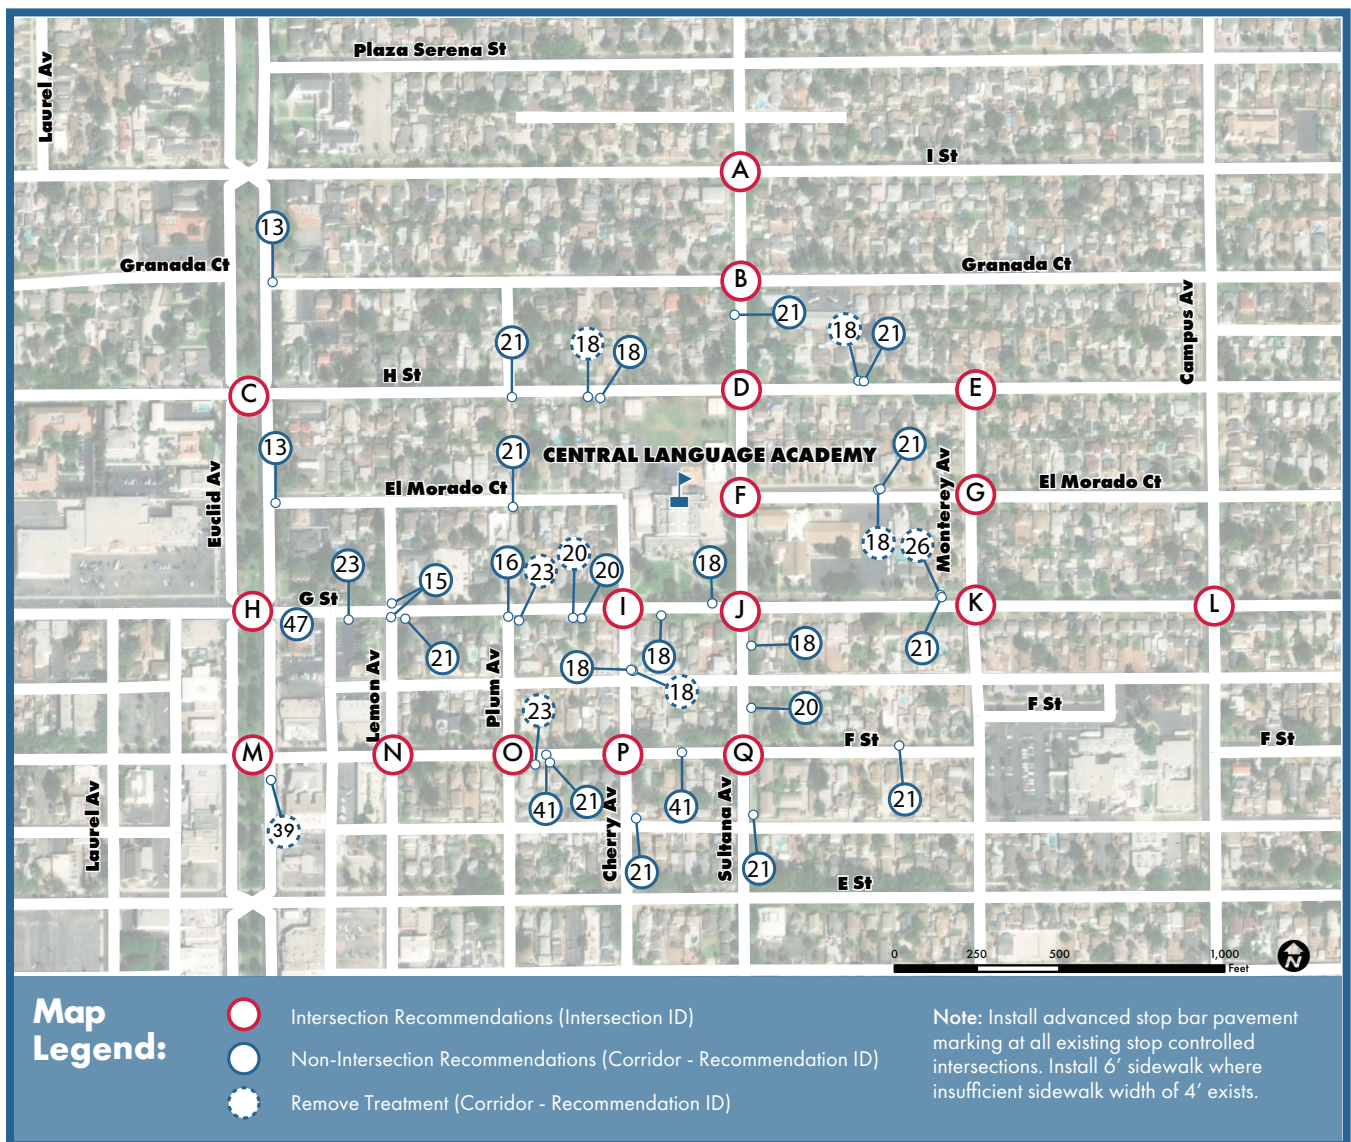 Plaza Serena St
Laurel Av
I St
A
13
Granada Ct
Granada Ct
B
21
Campus Av
21
18
18
18
21
H St
C
D
E
13
21
21
CENTRAL LANGUAGE ACADEMY
Euclid Av
El Morado Ct
El Morado Ct
Monterey Av
F
G
18
26
23
15
16
23
20
20
18
G St
H
47
I
J
K
L
21
18
18
18
18
21
Lemon Av
Plum Av
23
20
F St
F St
F St
M
N
O
P
Q
41
21
41
21
Laurel Av
39
Cherry Av
Sultana Av
21
21
E St
0 250 500 1,000
Feet
N
Map
Legend:
Intersection Recommendations (Intersection ID)
Non-Intersection Recommendations (Corridor - Recommendation ID)
Remove Treatment (Corridor - Recommendation ID)
Note: Install advanced stop bar pavement
marking at all existing stop controlled
intersections. Install 6’ sidewalk where
insufficient sidewalk width of 4’ exists.